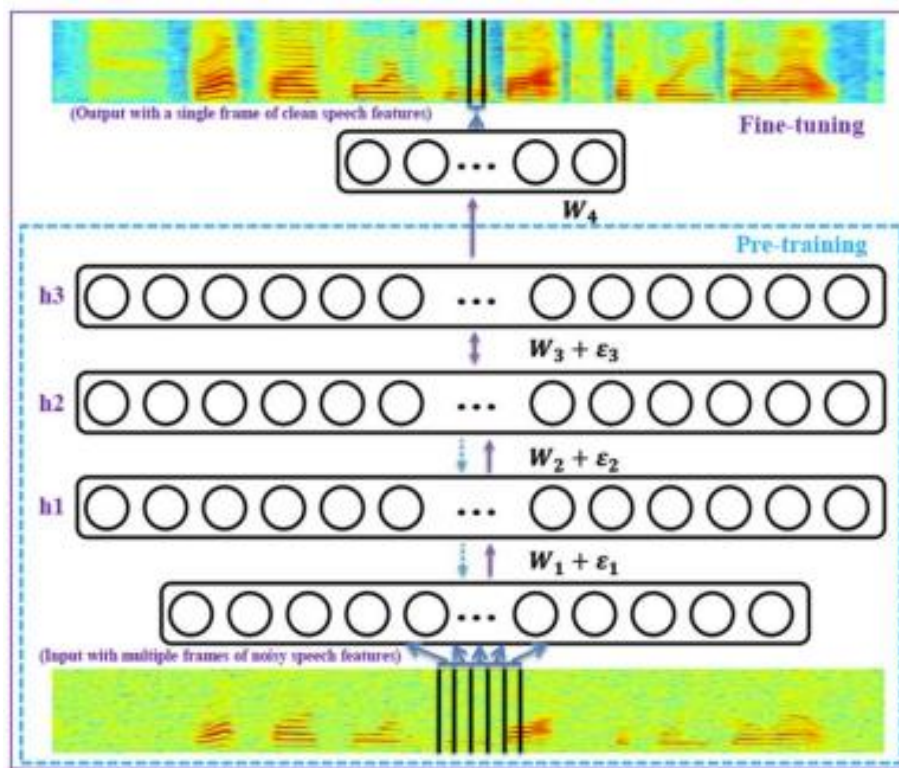 (Output with a single frame of clean speech features)
Fine-tuning
...
W₄
Pre-training
h3
...
W₃ + ε₃
h2
...
W₂ + ε₂
h1
...
W₁ + ε₁
...
(Input with multiple frames of noisy speech features)